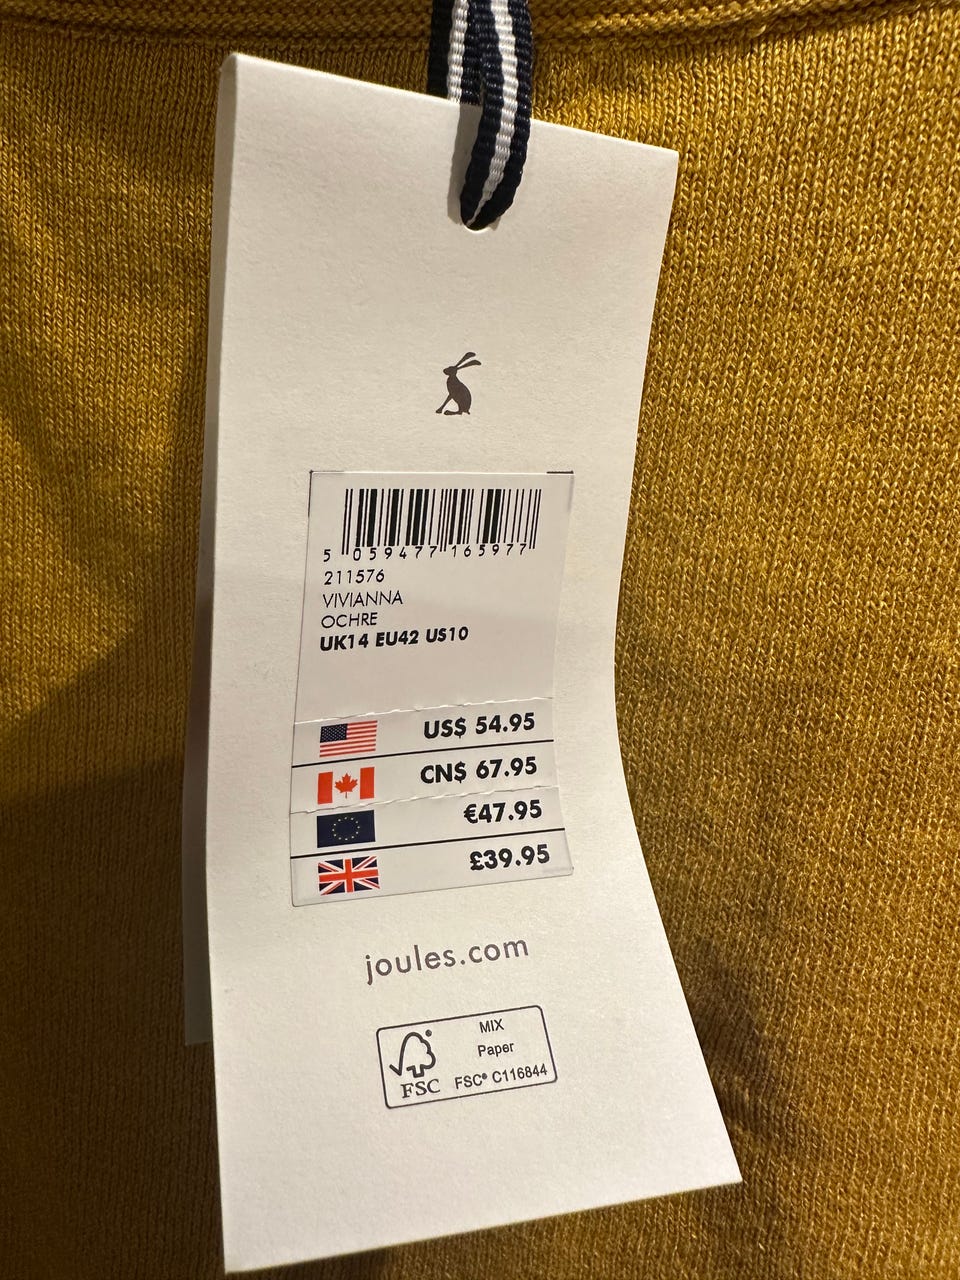 5 059477 165977
211576
VIVIANNA
OCHRE
UK14 EU42 US10
US$ 54.95
CN$ 67.95
€47.95
£39.95
joules.com
MIX
Paper
FSC® C116844
FSC